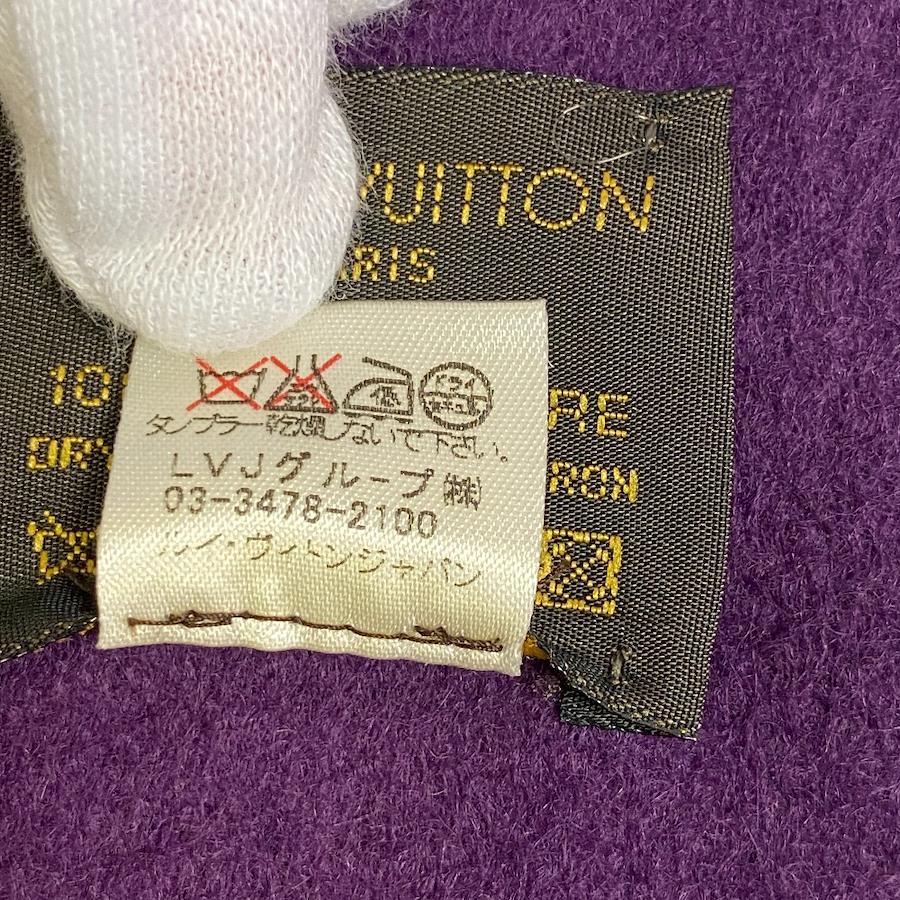 VUITTON
ARIS
10
RE
タンブラー乾燥しないで下さい。
DRY
RON
LVJグループ㈱
03-3478-2100
ルイ・ヴィトンジャパン